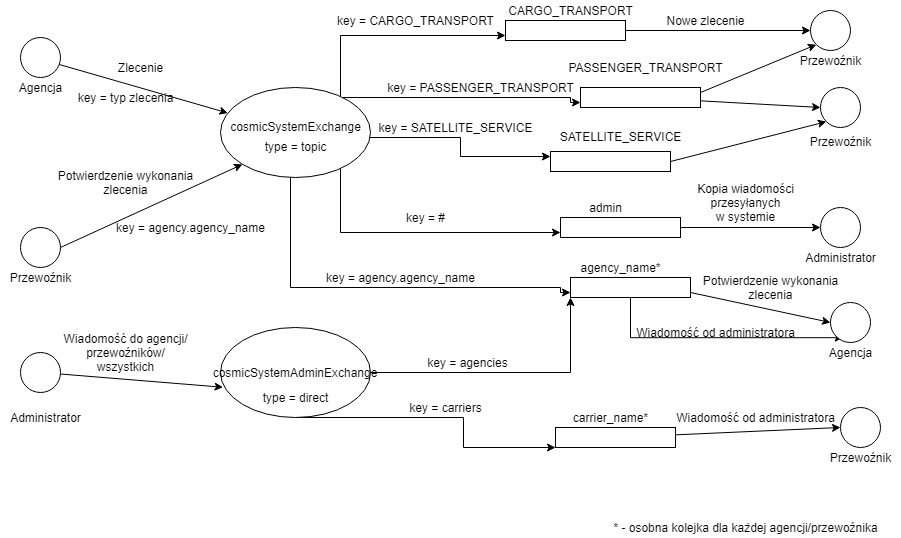 CARGO_TRANSPORT
key = CARGO_TRANSPORT
Nowe zlecenie
Przewoźnik
Zlecenie
Agencja
key = typ zlecenia
PASSENGER_TRANSPORT
key = PASSENGER_TRANSPORT
cosmicSystemExchange
type = topic
key = SATELLITE_SERVICE
SATELLITE_SERVICE
Przewoźnik
Potwierdzenie wykonania
zlecenia
key = agency.agency_name
Przewoźnik
key = #
admin
Kopia wiadomości
przesyłanych
w systemie
Administrator
key = agency.agency_name
agency_name*
Potwierdzenie wykonania
zlecenia
Wiadomość od administratora
Agencja
Wiadomość do agencji/
przewoźników/
wszystkich
Administrator
cosmicSystemAdminExchange
type = direct
key = agencies
key = carriers
carrier_name*
Wiadomość od administratora
Przewoźnik
* - osobna kolejka dla każdej agencji/przewoźnika